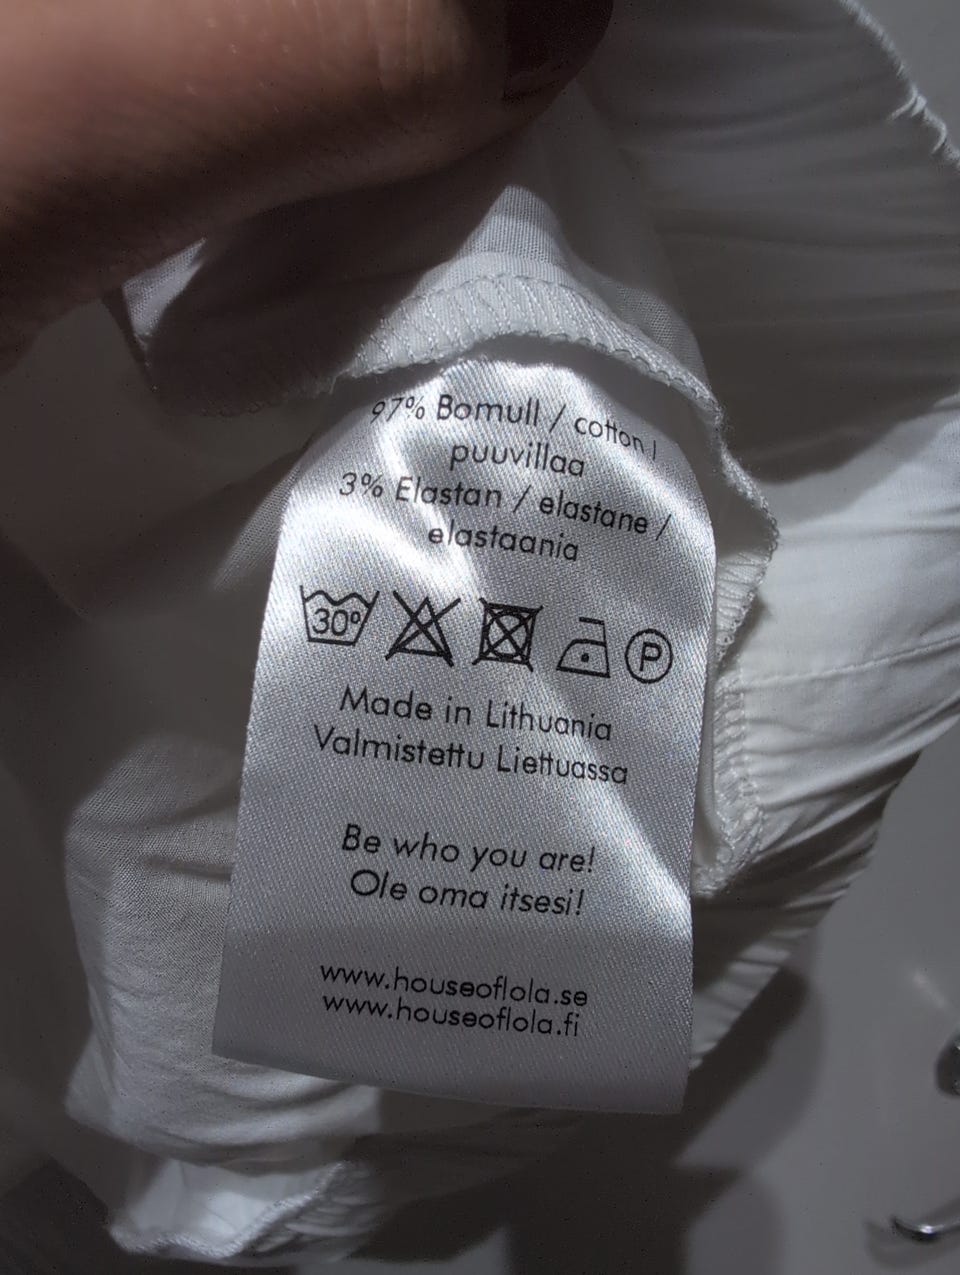 97% Bomull / cotton /
puuvillaa
3% Elastan / elastane /
elastaania
30° P
Made in Lithuania
Valmistettu Liettuassa
Be who you are!
Ole oma itsesi!
www.houseoflola.se
www.houseoflola.fi